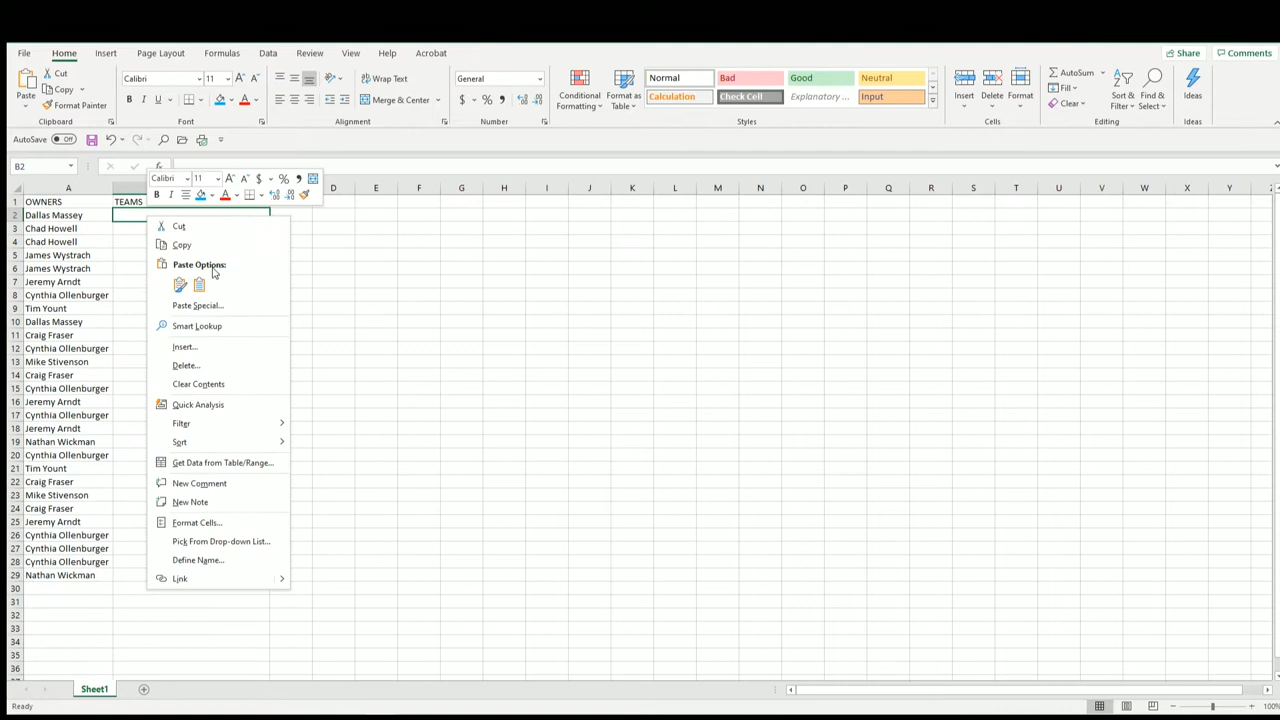 File Home Insert Page Layout Formulas Data Review View Help Acrobat Share Comments
Paste Cut Copy Format Painter
Calibri 11 A A
B I U A
Wrap Text
Merge & Center
General
$ % ,
Conditional Formatting
Format as Table
Normal Bad Good Neutral
Calculation Check Cell Explanatory ... Input
Insert Delete Format
AutoSum Fill Clear
Sort & Filter
Find & Select
Ideas
Clipboard Font Alignment Number Styles Cells Editing Ideas
AutoSave Off
B2 fx
Calibri 11 A A $ % ,
B I A
A D E F G H I J K L M N O P Q R S T U V W X Y
1 OWNERS TEAMS
2 Dallas Massey
3 Chad Howell
4 Chad Howell
5 James Wystrach
6 James Wystrach
7 Jeremy Arndt
8 Cynthia Ollenburger
9 Tim Yount
10 Dallas Massey
11 Craig Fraser
12 Cynthia Ollenburger
13 Mike Stivenson
14 Craig Fraser
15 Cynthia Ollenburger
16 Jeremy Arndt
17 Cynthia Ollenburger
18 Jeremy Arndt
19 Nathan Wickman
20 Cynthia Ollenburger
21 Tim Yount
22 Craig Fraser
23 Mike Stivenson
24 Craig Fraser
25 Jeremy Arndt
26 Cynthia Ollenburger
27 Cynthia Ollenburger
28 Cynthia Ollenburger
29 Nathan Wickman
30
31
32
33
34
35
36
Cut
Copy
Paste Options:
Paste Special...
Smart Lookup
Insert...
Delete...
Clear Contents
Quick Analysis
Filter
Sort
Get Data from Table/Range...
New Comment
New Note
Format Cells...
Pick From Drop-down List...
Define Name...
Link
Sheet1
Ready
100%